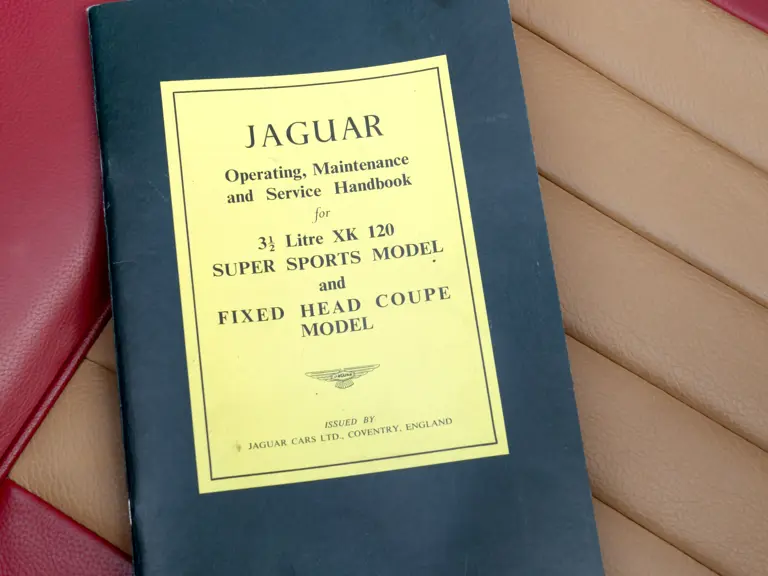 JAGUAR
Operating, Maintenance
and Service Handbook
for
3½ Litre XK 120
SUPER SPORTS MODEL
and
FIXED HEAD COUPE
MODEL
JAGUAR
ISSUED BY
JAGUAR CARS LTD., COVENTRY, ENGLAND